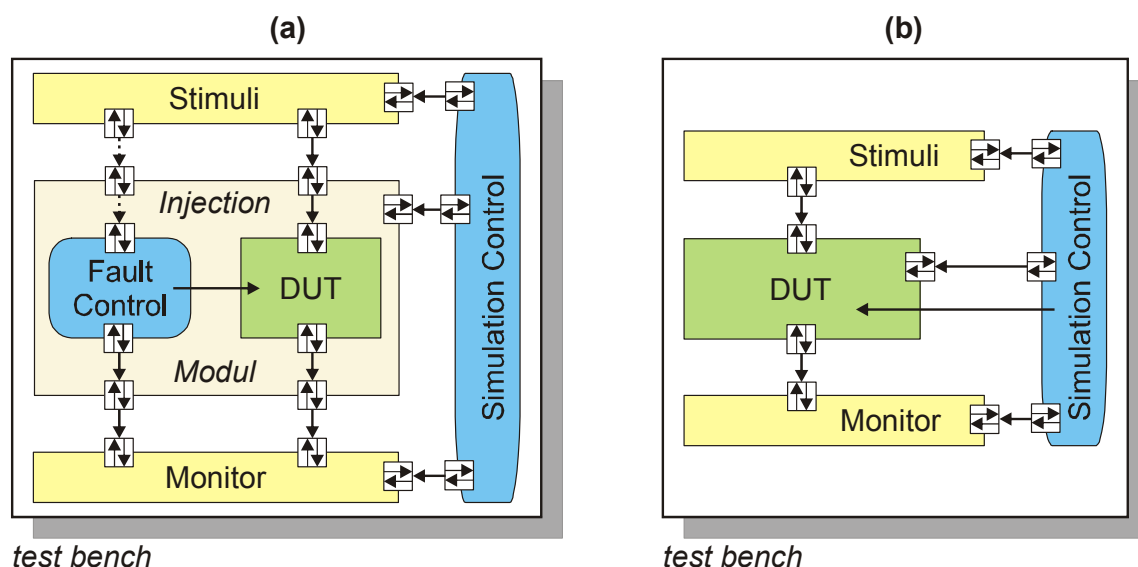 (a)
Stimuli
Injection
Fault
Control
DUT
Modul
Monitor
Simulation Control
test bench
(b)
Stimuli
DUT
Monitor
Simulation Control
test bench